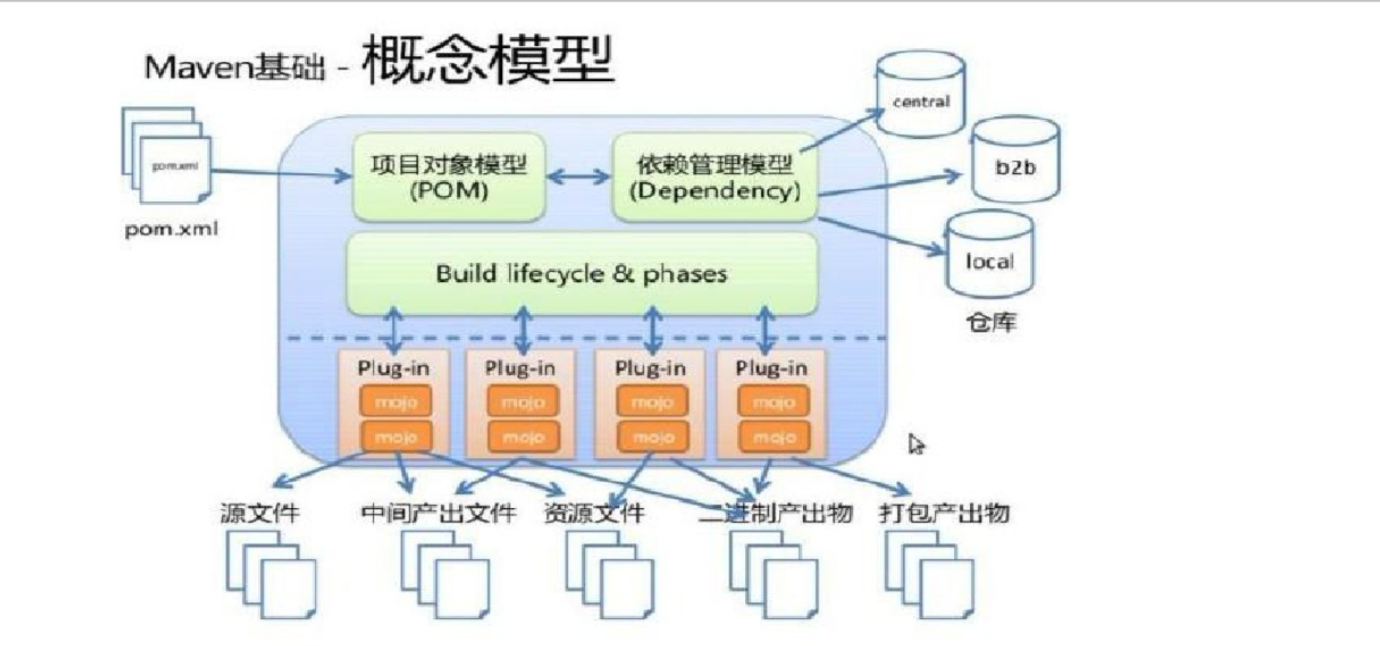 Maven基础 - 概念模型
central
pom.xml
项目对象模型
(POM)
依赖管理模型
(Dependency)
b2b
pom.xml
Build lifecycle & phases
local
仓库
Plug-in
mojo
mojo
Plug-in
mojo
mojo
Plug-in
mojo
mojo
Plug-in
mojo
mojo
源文件
中间产出文件
资源文件
二进制产出物
打包产出物